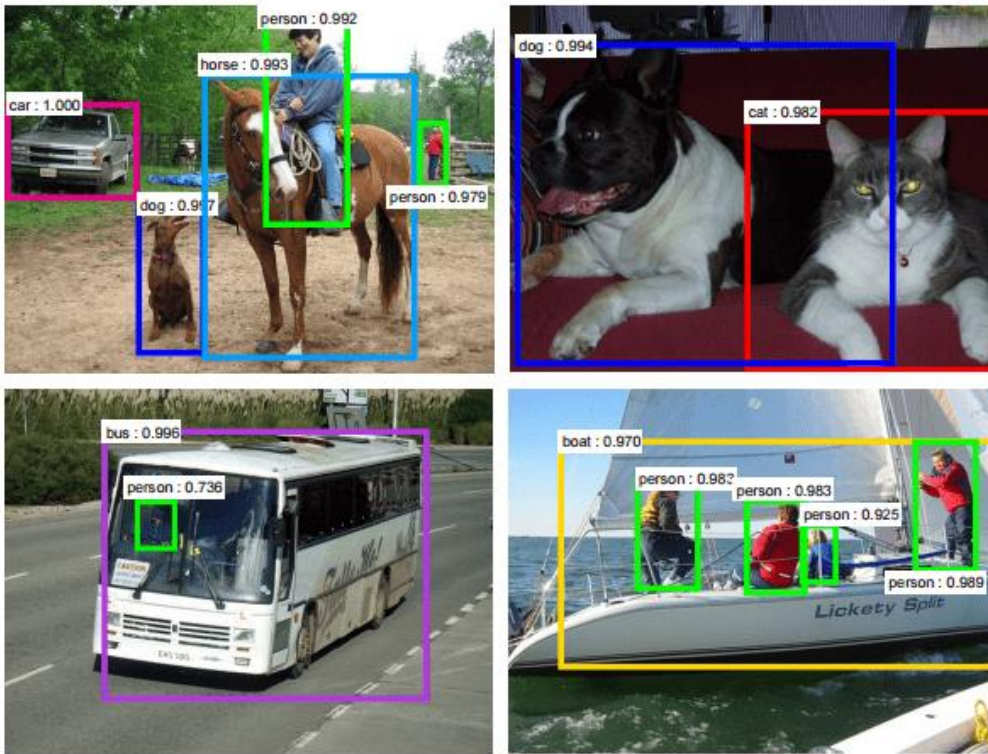 person : 0.992
horse : 0.993
car : 1.000
person : 0.979
dog : 0.997
dog : 0.994
cat : 0.982
bus : 0.996
person : 0.736
CAUTION
boat : 0.970
person : 0.983
person : 0.983
person : 0.925
person : 0.989
Lickety Split